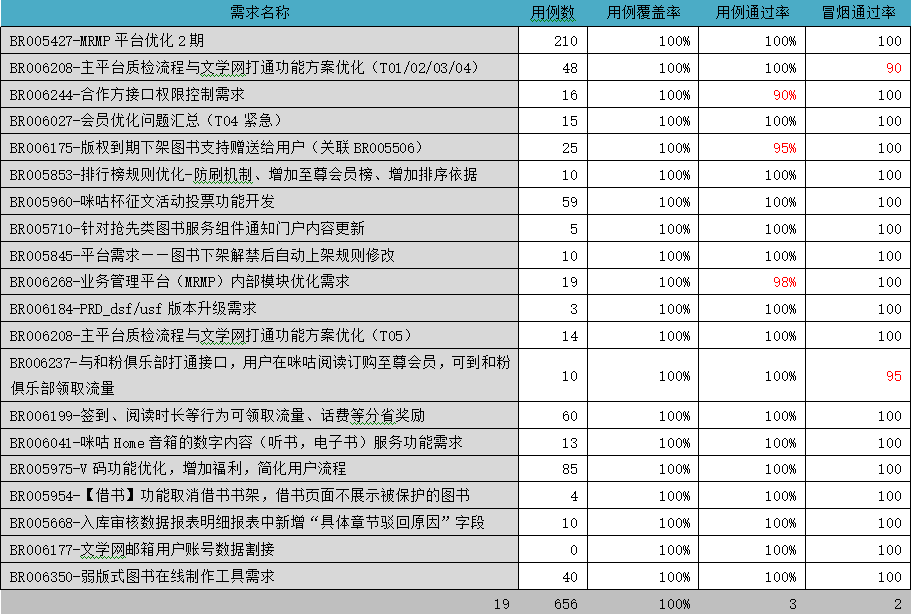 需求名称 用例数 用例覆盖率 用例通过率 冒烟通过率
BR005427-MRMP平台优化2期 210 100% 100% 100
BR006208-主平台质检流程与文学网打通功能方案优化（T01/02/03/04） 48 100% 100% 90
BR006244-合作方接口权限控制需求 16 100% 90% 100
BR006027-会员优化问题汇总（T04紧急） 15 100% 100% 100
BR006175-版权到期下架图书支持赠送给用户（关联BR005506） 25 100% 95% 100
BR005853-排行榜规则优化-防刷机制、增加至尊会员榜、增加排序依据 10 100% 100% 100
BR005960-咪咕杯征文活动投票功能开发 59 100% 100% 100
BR005710-针对抢先类图书服务组件通知门户内容更新 5 100% 100% 100
BR005845-平台需求——图书下架解禁后自动上架规则修改 10 100% 100% 100
BR006268-业务管理平台（MRMP）内部模块优化需求 19 100% 98% 100
BR006184-PRD_dsf/usf版本升级需求 3 100% 100% 100
BR006208-主平台质检流程与文学网打通功能方案优化（T05） 14 100% 100% 100
BR006237-与和粉俱乐部打通接口，用户在咪咕阅读订购至尊会员，可到和粉
俱乐部领取流量 10 100% 100% 95
BR006199-签到、阅读时长等行为可领取流量、话费等分省奖励 60 100% 100% 100
BR006041-咪咕Home音箱的数字内容（听书，电子书）服务功能需求 13 100% 100% 100
BR005975-V码功能优化，增加福利，简化用户流程 85 100% 100% 100
BR005954-【借书】功能取消借书书架，借书页面不展示被保护的图书 4 100% 100% 100
BR005668-入库审核数据报表明细报表中新增“具体章节驳回原因”字段 10 100% 100% 100
BR006177-文学网邮箱用户账号数据割接 0 100% 100% 100
BR006350-弱版式图书在线制作工具需求 40 100% 100% 100
19 656 100% 3 2